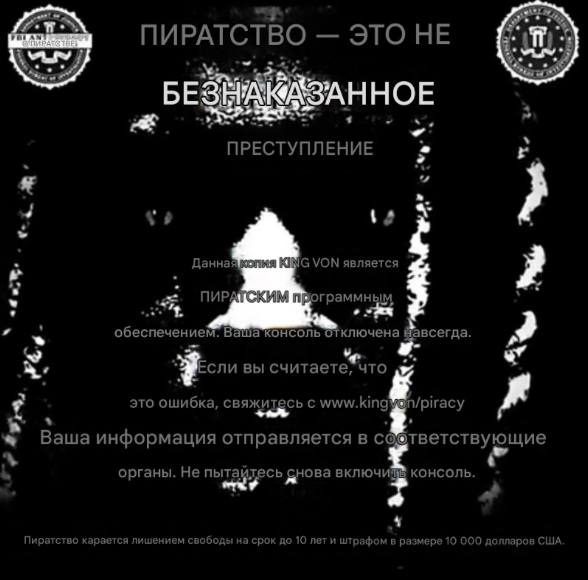 ПИРАТСТВО — ЭТО НЕ
БЕЗНАКАЗАННОЕ
ПРЕСТУПЛЕНИЕ
Данная копия KING VON является
ПИРАТСКИМ программным
обеспечением. Ваша консоль отключена навсегда.
Если вы считаете, что
это ошибка, свяжитесь с www.kingvon/piracy
Ваша информация отправляется в соответствующие
органы. Не пытайтесь снова включить консоль.
Пиратство карается лишением свободы на срок до 10 лет и штрафом в размере 10 000 долларов США.